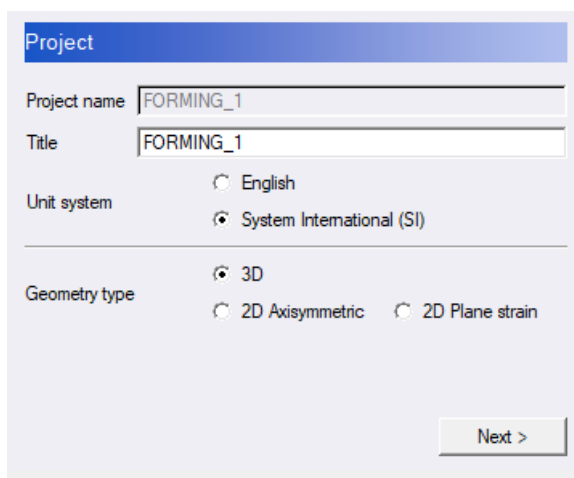 Project
Project name FORMING_1
Title FORMING_1
Unit system
English
System International (SI)
Geometry type
3D
2D Axisymmetric 2D Plane strain
Next >